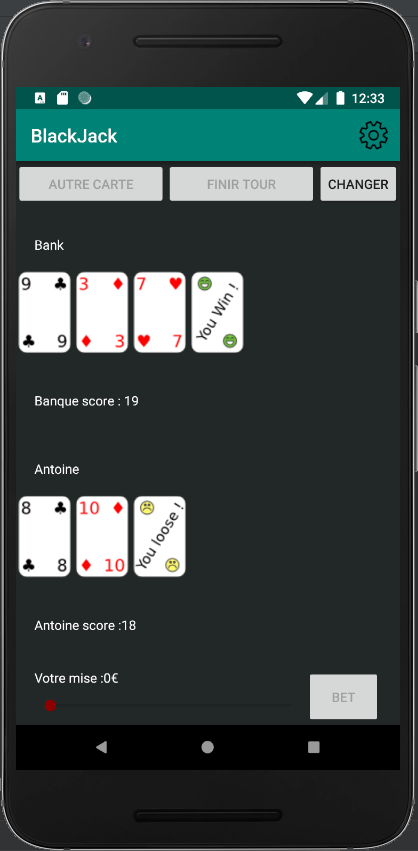 A 12:33
BlackJack
AUTRE CARTE FINIR TOUR CHANGER
Bank
9 3 7 You Win !
9 3 7
Banque score : 19
Antoine
8 10 You loose !
8 10
Antoine score :18
Votre mise :0€
BET